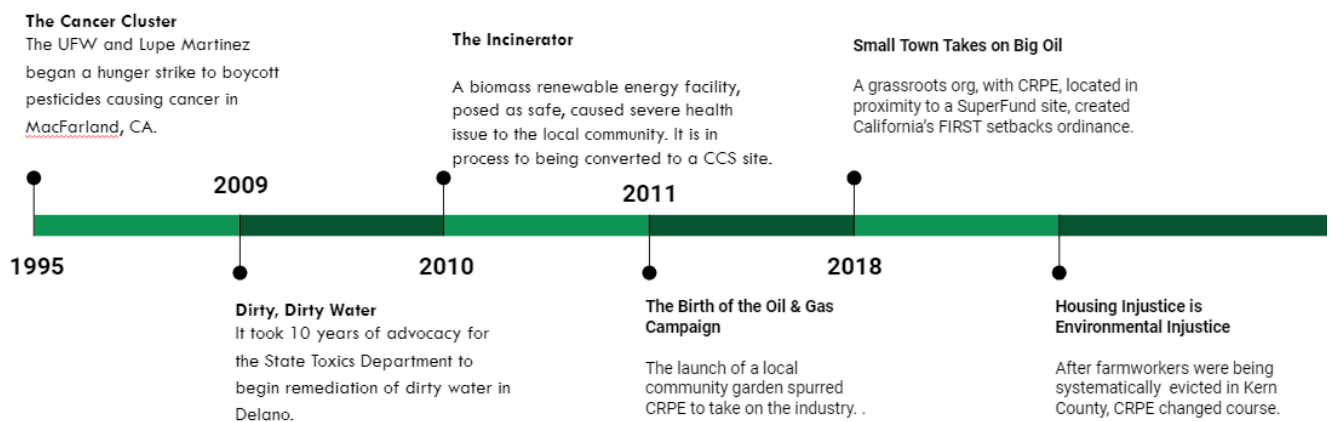 The Cancer Cluster
The UFW and Lupe Martinez
began a hunger strike to boycott
pesticides causing cancer in
MacFarland, CA.
1995
2009
Dirty, Dirty Water
It took 10 years of advocacy for
the State Toxics Department to
begin remediation of dirty water in
Delano.
The Incinerator
A biomass renewable energy facility,
posed as safe, caused severe health
issue to the local community. It is in
process to being converted to a CCS site.
2010
2011
The Birth of the Oil & Gas
Campaign
The launch of a local
community garden spurred
CRPE to take on the industry. .
Small Town Takes on Big Oil
A grassroots org, with CRPE, located in
proximity to a SuperFund site, created
California's FIRST setbacks ordinance.
2018
Housing Injustice is
Environmental Injustice
After farmworkers were being
systematically  evicted in Kern
County, CRPE changed course.